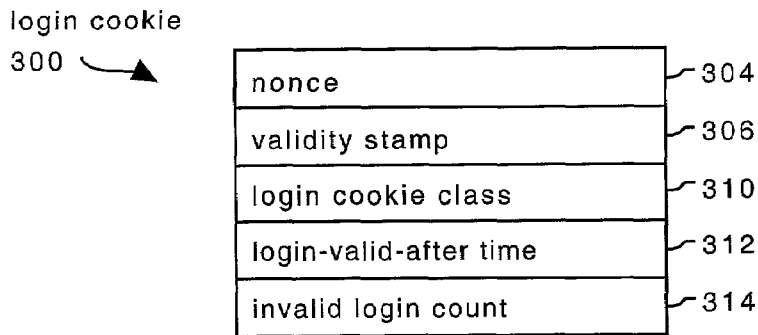 login cookie
300
nonce 304
validity stamp 306
login cookie class 310
login-valid-after time 312
invalid login count 314